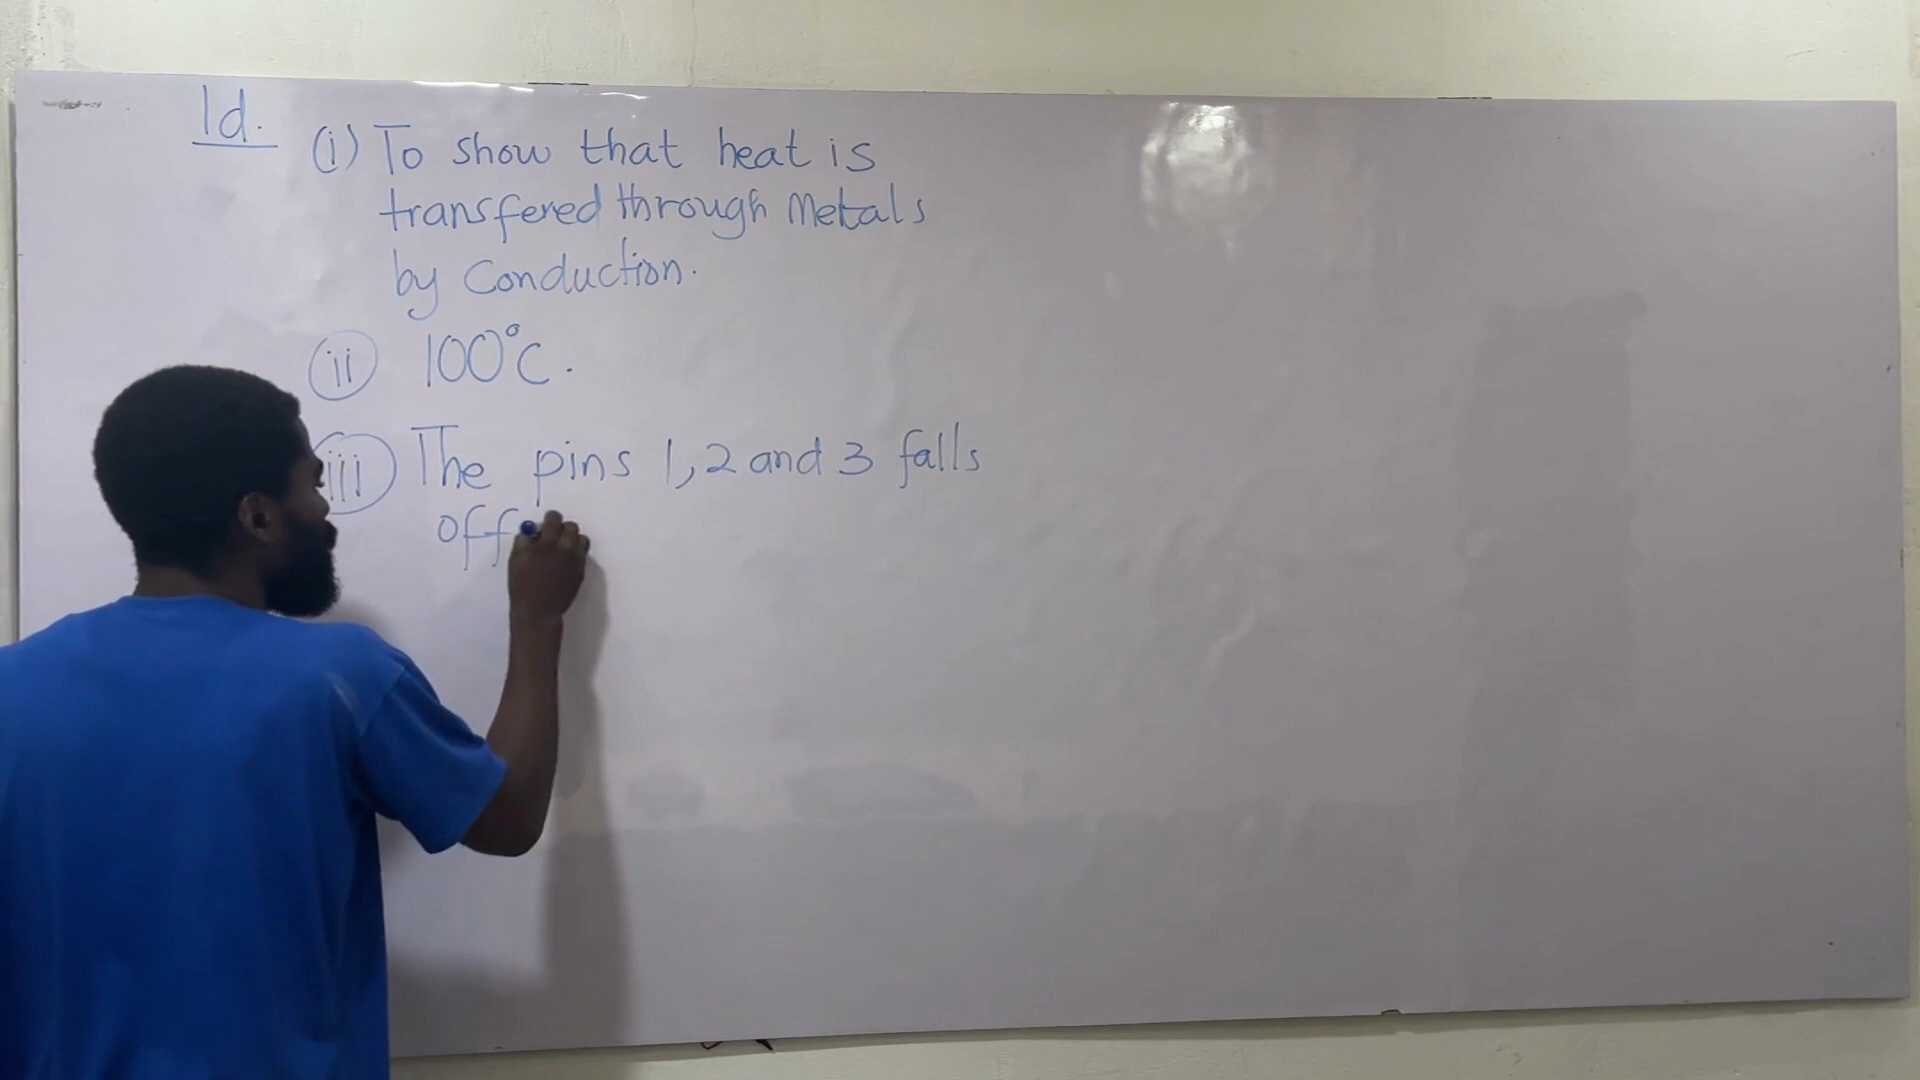 1d.
(i) To show that heat is
transfered through Metals
by Conduction.
(ii) 100°C.
(iii) The pins 1, 2 and 3 falls
off